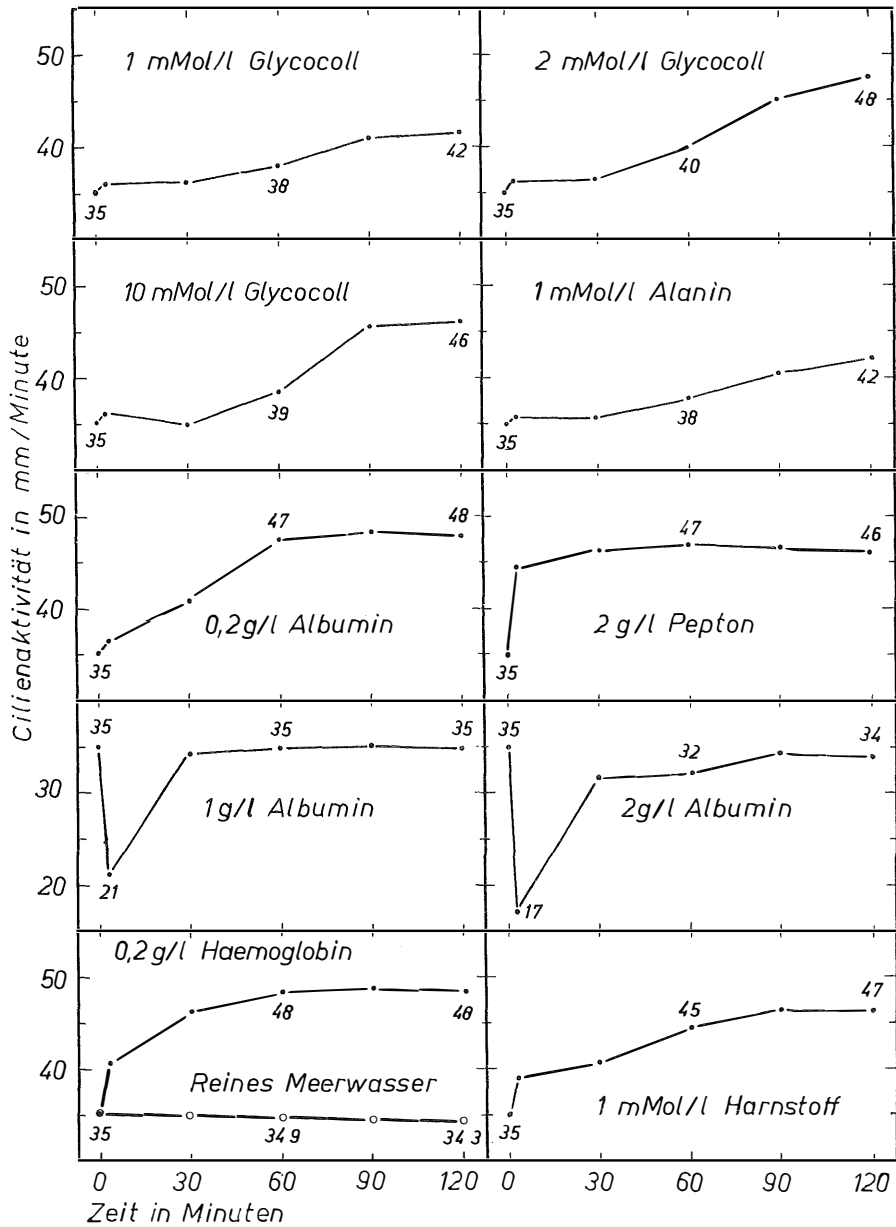 Cilienaktivität in mm/Minute
1 mMol/l Glycocoll
50
40
35
38
42
2 mMol/l Glycocoll
35
40
48
10 mMol/l Glycocoll
50
40
35
39
46
1 mMol/l Alanin
35
38
42
50
40
35
47
48
0,2g/l Albumin
35
47
46
2 g/l Pepton
30
20
35
21
35
35
1 g/l Albumin
35
17
32
34
2g/l Albumin
0,2 g/l Haemoglobin
50
40
48
48
Reines Meerwasser
35
34 9
34 3
45
47
1 mMol/l Harnstoff
35
0 30 60 90 120
0 30 60 90 120
Zeit in Minuten